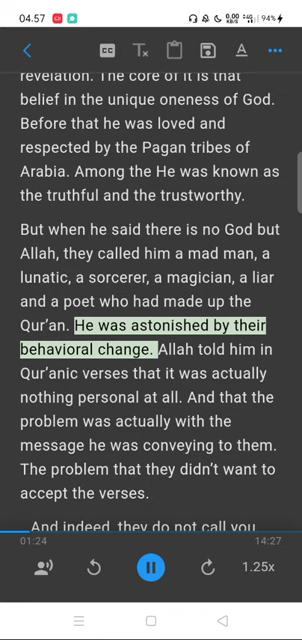 04.57
0.00 KB/S
94%
CC
revelation. The core of it is that
belief in the unique oneness of God.
Before that he was loved and
respected by the Pagan tribes of
Arabia. Among the He was known as
the truthful and the trustworthy.
But when he said there is no God but
Allah, they called him a mad man, a
lunatic, a sorcerer, a magician, a liar
and a poet who had made up the
Qur’an. He was astonished by their
behavioral change. Allah told him in
Qur’anic verses that it was actually
nothing personal at all. And that the
problem was actually with the
message he was conveying to them.
The problem that they didn’t want to
accept the verses.
And indeed, they do not call you
01:24
14:27
1.25x